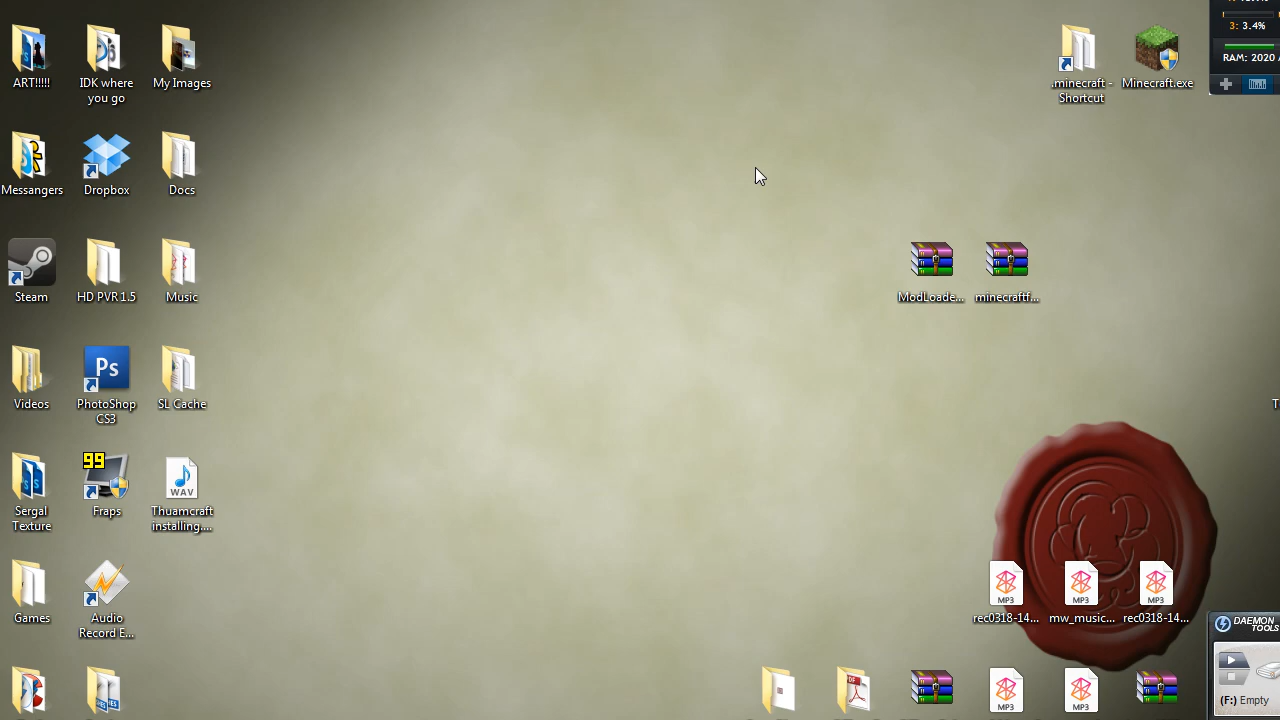 ART!!!!!
IDK where
you go
My Images
.minecraft -
Shortcut
Minecraft.exe
3: 3.4%
RAM: 2020
Messangers
Dropbox
Docs
Steam
HD PVR 1.5
Music
ModLoade...
minecraftf...
Videos
Ps
PhotoShop
CS3
SL Cache
T
99
WAV
Sergal
Texture
Fraps
Thuamcraft
installing....
Games
Audio
Record E...
MP3
MP3
MP3
rec0318-14...
mw_music...
rec0318-14...
DAEMON
TOOLS
MP3
MP3
(F:) Empty